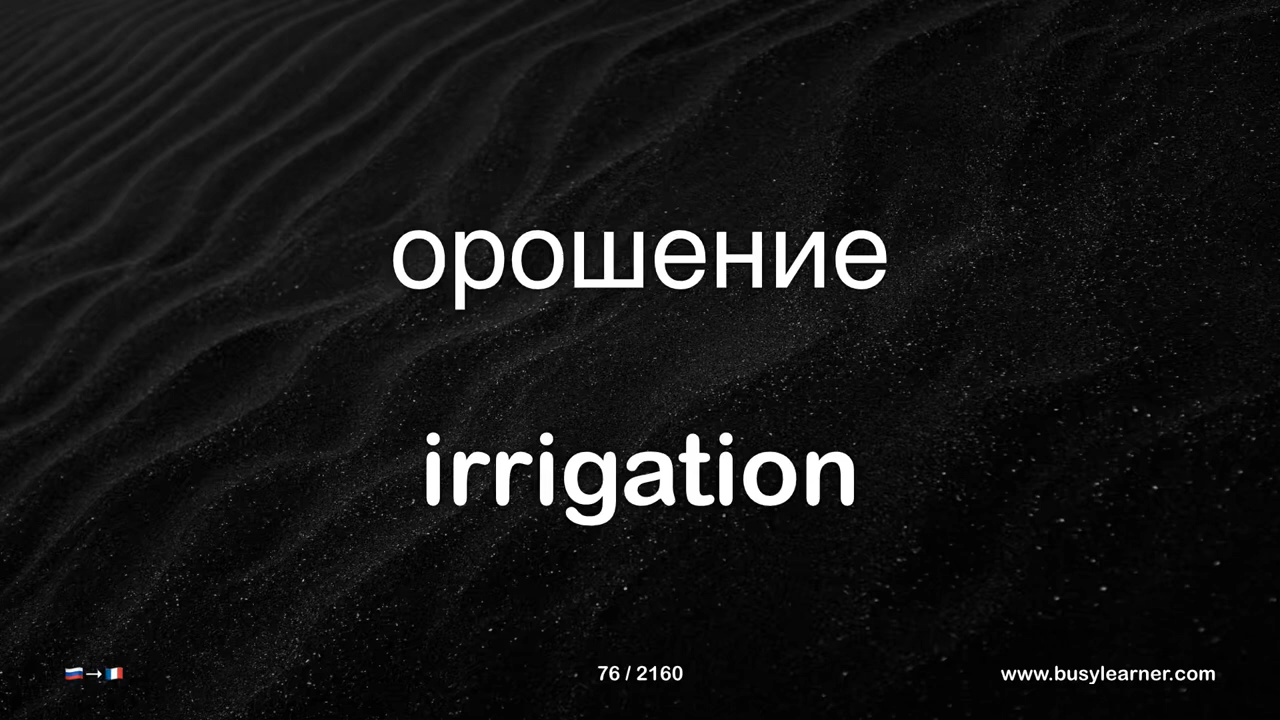 орошение
irrigation
🇷🇺→🇫🇷
76 / 2160
www.busylearner.com